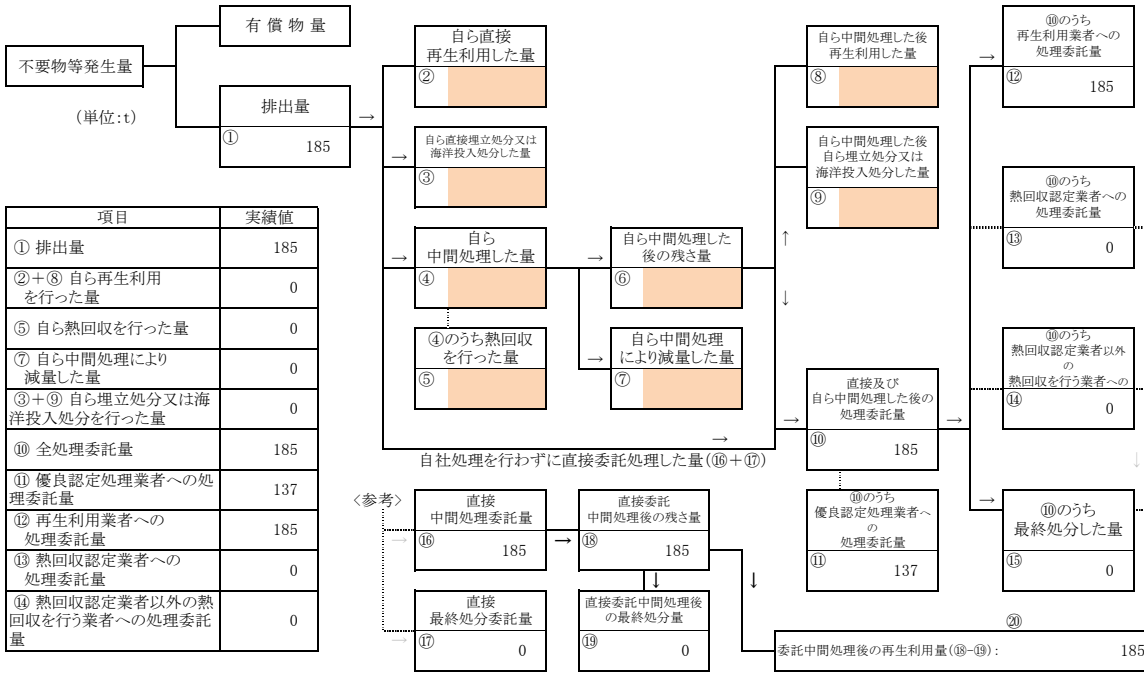 不要物等発生量
(単位:t)
有 償 物 量
排出量
①
185
→
自ら直接
再生利用した量
②
→
自ら直接埋立処分又は
海洋投入処分した量
③
→
自ら
中間処理した量
④
④のうち熱回収
を行った量
⑤
→
自ら中間処理した
後の残さ量
⑥
→
自ら中間処理
により減量した量
⑦
自ら中間処理した後
再生利用した量
⑧
自ら中間処理した後
自ら埋立処分又は
海洋投入処分した量
⑨
↑
↓
→
直接及び
自ら中間処理した後の
処理委託量
⑩
185
→
⑩のうち
優良認定処理業者へ
の
処理委託量
⑪
137
→
⑩のうち
再生利用業者への
処理委託量
⑫
185
⑩のうち
熱回収認定業者への
処理委託量
⑬
0
⑩のうち
熱回収認定業者以外
の
熱回収を行う業者への
⑭
0
↓
→
⑩のうち
最終処分した量
⑮
0
→
自社処理を行わずに直接委託処理した量(⑯+⑰)
<参考>
→
直接
中間処理委託量
⑯
185
→
直接委託
中間処理後の残さ量
⑱
185
↓
↓
→
直接
最終処分委託量
⑰
0
直接委託中間処理後
の最終処分量
⑲
0
⑳
委託中間処理後の再生利用量(⑱-⑲):
185
項目 実績値
① 排出量 185
②+⑧ 自ら再生利用
を行った量 0
⑤ 自ら熱回収を行った量 0
⑦ 自ら中間処理により
減量した量 0
③+⑨ 自ら埋立処分又は海
洋投入処分を行った量 0
⑩ 全処理委託量 185
⑪ 優良認定処理業者への処
理委託量 137
⑫ 再生利用業者への
処理委託量 185
⑬ 熱回収認定業者への
処理委託量 0
⑭ 熱回収認定業者以外の熱
回収を行う業者への処理委託
量 0